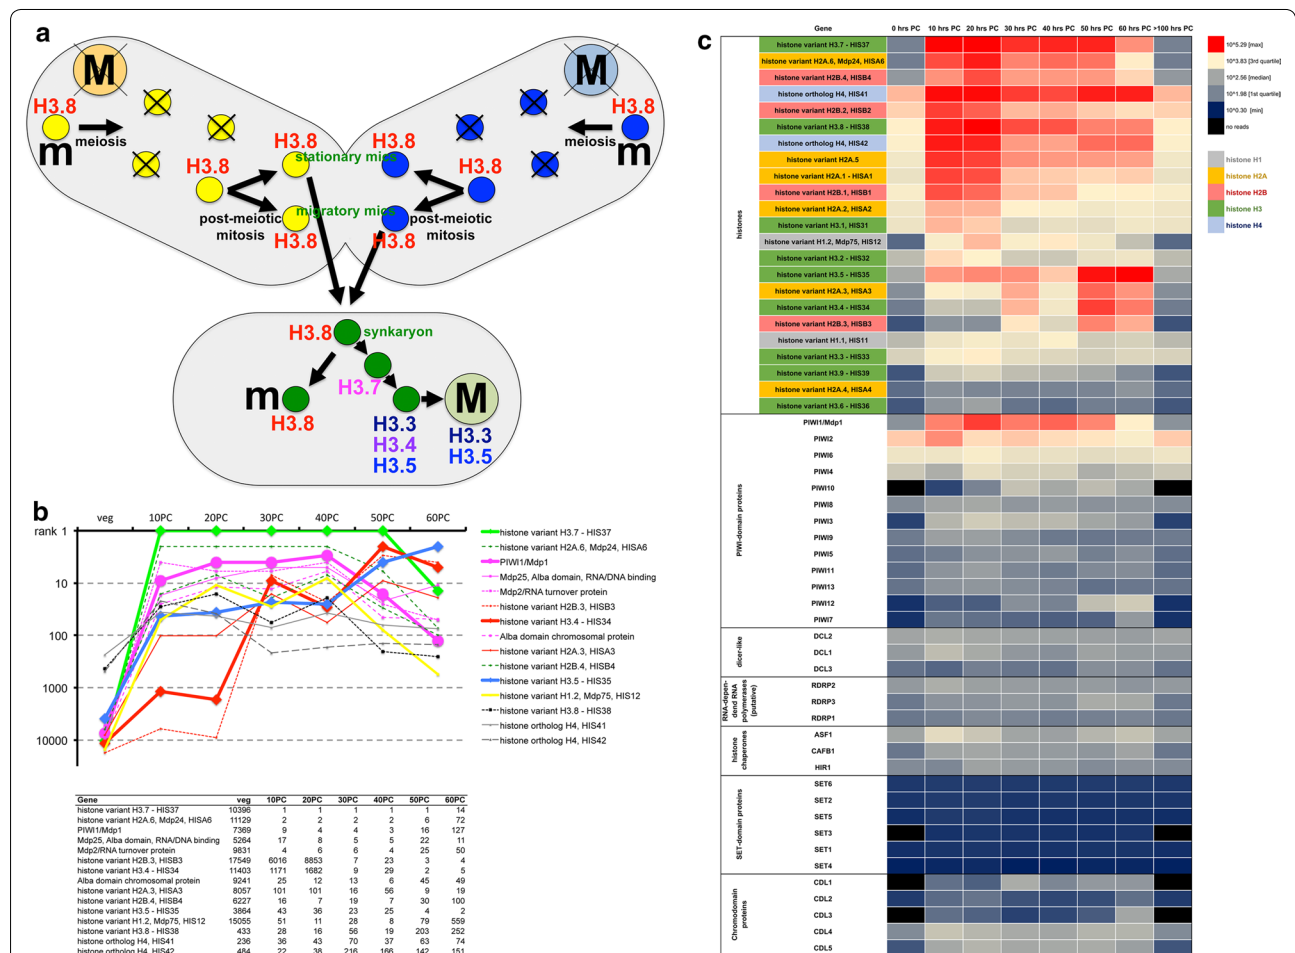 a
M
M
H3.8
H3.8
m
meiosis
meiosis
m
H3.8
H3.8
stationary mics
H3.8
H3.8
migratory mics
post-meiotic
mitosis
post-meiotic
mitosis
H3.8
H3.8
H3.8
synkaryon
H3.7
m
M
H3.8
H3.3
H3.4
H3.5
H3.3
H3.5
b
veg 10PC 20PC 30PC 40PC 50PC 60PC
rank 1
10
100
1000
10000
histone variant H3.7 - HIS37
histone variant H2A.6, Mdp24, HISA6
PIWI1/Mdp1
Mdp25, Alba domain, RNA/DNA binding
Mdp2/RNA turnover protein
histone variant H2B.3, HISB3
histone variant H3.4 - HIS34
Alba domain chromosomal protein
histone variant H2A.3, HISA3
histone variant H2B.4, HISB4
histone variant H3.5 - HIS35
histone variant H1.2, Mdp75, HIS12
histone variant H3.8 - HIS38
histone ortholog H4, HIS41
histone ortholog H4, HIS42
Gene veg 10PC 20PC 30PC 40PC 50PC 60PC
histone variant H3.7 - HIS37 10396 1 1 1 1 1 14
histone variant H2A.6, Mdp24, HISA6 11129 2 2 2 2 6 72
PIWI1/Mdp1 7369 9 4 4 3 16 127
Mdp25, Alba domain, RNA/DNA binding 5264 17 8 5 5 22 11
Mdp2/RNA turnover protein 9831 4 6 6 4 25 50
histone variant H2B.3, HISB3 17549 6016 8853 7 23 3 4
histone variant H3.4 - HIS34 11403 1171 1682 9 29 2 5
Alba domain chromosomal protein 9241 25 12 13 6 45 49
histone variant H2A.3, HISA3 8057 101 101 16 56 9 19
histone variant H2B.4, HISB4 6227 16 7 19 7 30 100
histone variant H3.5 - HIS35 3864 43 36 23 25 4 2
histone variant H1.2, Mdp75, HIS12 15055 51 11 28 8 79 559
histone variant H3.8 - HIS38 433 28 16 56 19 203 252
histone ortholog H4, HIS41 236 36 43 70 37 63 74
histone ortholog H4, HIS42 484 22 38 216 166 142 151
c
Gene 0 hrs PC 10 hrs PC 20 hrs PC 30 hrs PC 40 hrs PC 50 hrs PC 60 hrs PC >100 hrs PC
histones
histone variant H3.7 - HIS37
histone variant H2A.6, Mdp24, HISA6
histone variant H2B.4, HISB4
histone ortholog H4, HIS41
histone variant H2B.2, HISB2
histone variant H3.8 - HIS38
histone ortholog H4, HIS42
histone variant H2A.5
histone variant H2A.1 - HISA1
histone variant H2B.1, HISB1
histone variant H2A.2, HISA2
histone variant H3.1, HIS31
histone variant H1.2, Mdp75, HIS12
histone variant H3.2 - HIS32
histone variant H3.5 - HIS35
histone variant H2A.3, HISA3
histone variant H3.4 - HIS34
histone variant H2B.3, HISB3
histone variant H1.1, HIS11
histone variant H3.3 - HIS33
histone variant H3.9 - HIS39
histone variant H2A.4, HISA4
histone variant H3.6 - HIS36
PIWI-domain proteins
PIWI1/Mdp1
PIWI2
PIWI6
PIWI4
PIWI10
PIWI8
PIWI3
PIWI9
PIWI5
PIWI11
PIWI13
PIWI12
PIWI7
dicer-like
DCL2
DCL1
DCL3
RNA-depen-
dend RNA
polymerases
(putative)
RDRP2
RDRP3
RDRP1
histone
chaperones
ASF1
CAFB1
HIR1
SET-domain proteins
SET6
SET2
SET5
SET3
SET1
SET4
Chromodomain
proteins
CDL1
CDL2
CDL3
CDL4
CDL5
10^5.29 [max]
10^3.83 [3rd quartile]
10^2.56 [median]
10^1.98 [1st quartile]
10^0.30 [min]
no reads
histone H1
histone H2A
histone H2B
histone H3
histone H4